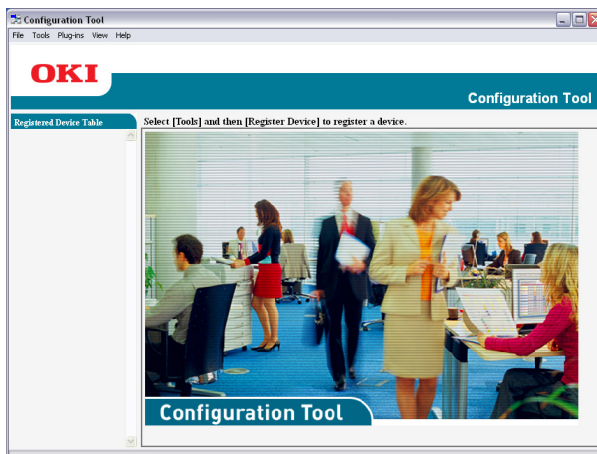 Configuration Tool
File Tools Plug-ins View Help
OKI
Configuration Tool
Registered Device Table
Select [Tools] and then [Register Device] to register a device.
Configuration Tool